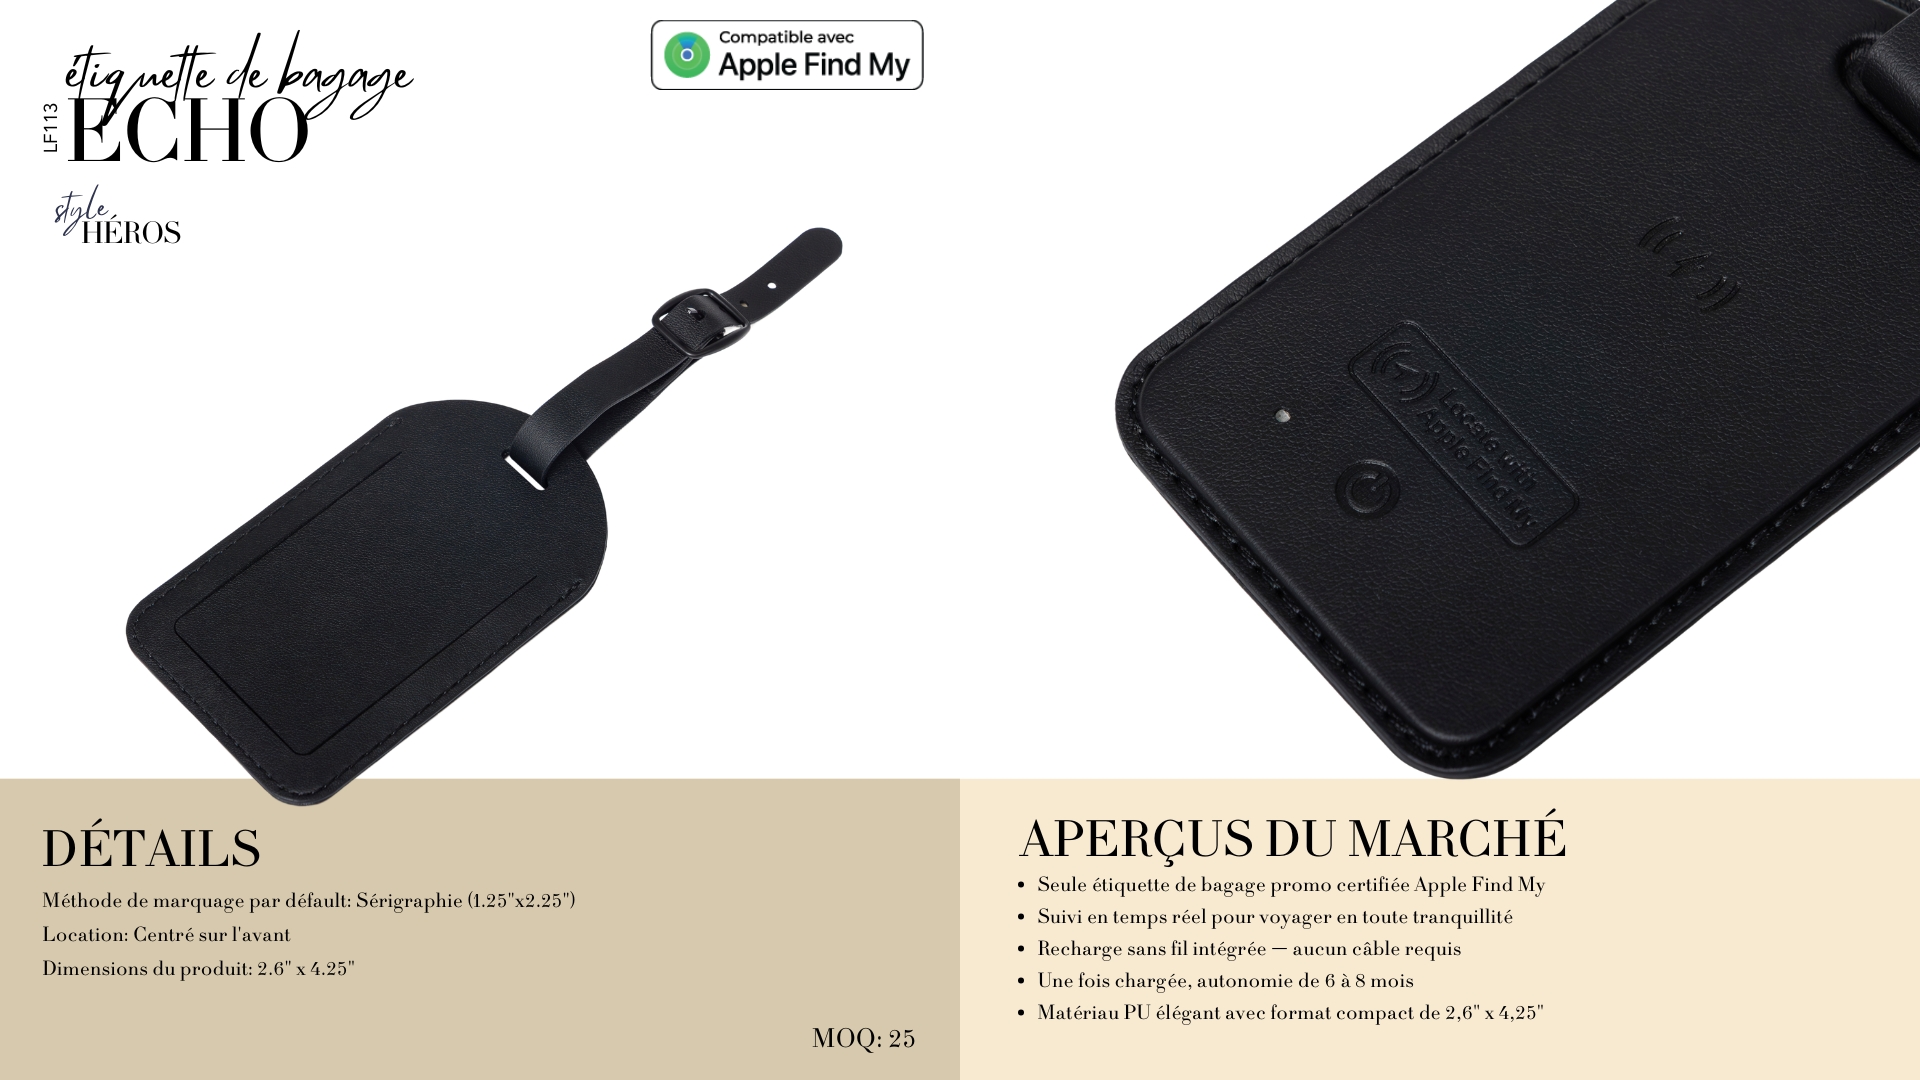 étiquette de bagage
ECHO
LF113
style
HÉROS
Compatible avec
Apple Find My
Locate with
Apple Find My
DÉTAILS
Méthode de marquage par défault: Sérigraphie (1.25"x2.25")
Location: Centré sur l'avant
Dimensions du produit: 2.6" x 4.25"
MOQ: 25
APERÇUS DU MARCHÉ
• Seule étiquette de bagage promo certifiée Apple Find My
• Suivi en temps réel pour voyager en toute tranquillité
• Recharge sans fil intégrée — aucun câble requis
• Une fois chargée, autonomie de 6 à 8 mois
• Matériau PU élégant avec format compact de 2,6" x 4,25"